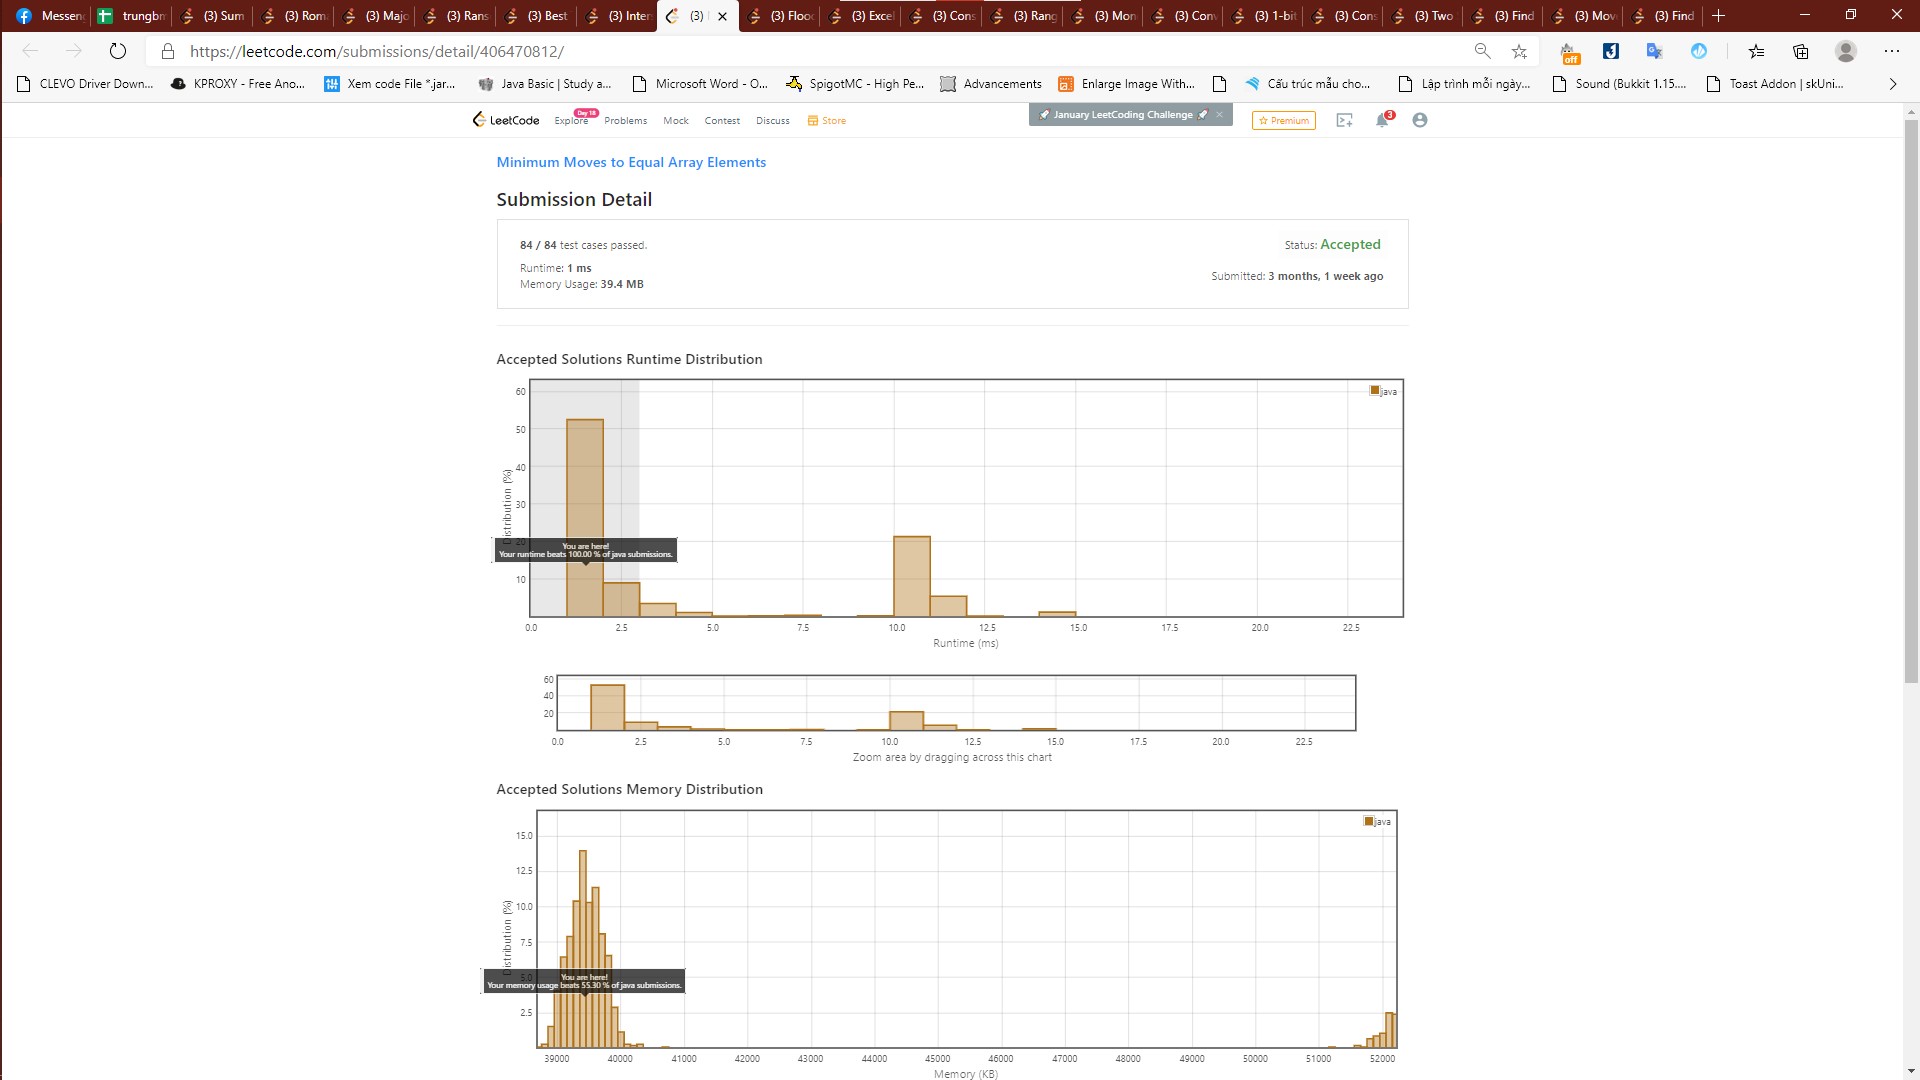 Messen trungbr (3) Sum (3) Rom (3) Majo (3) Rans (3) Best (3) Inter (3) (3) Floo (3) Excel (3) Cons (3) Rang (3) Mon (3) Con (3) 1-bit (3) Cons (3) Two (3) Find (3) Mov (3) Find
https://leetcode.com/submissions/detail/406470812/
off
CLEVO Driver Down... KPROXY - Free Ano... Xem code File *.jar... Java Basic | Study a... Microsoft Word - O... SpigotMC - High Pe... Advancements Enlarge Image With... Cấu trúc mẫu cho... Lập trình mỗi ngày... Sound (Bukkit 1.15.... Toast Addon | skUni...
LeetCode Explore Day 18 Problems Mock Contest Discuss Store January LeetCoding Challenge Premium 3
Minimum Moves to Equal Array Elements
Submission Detail
84 / 84 test cases passed.
Status: Accepted
Runtime: 1 ms
Submitted: 3 months, 1 week ago
Memory Usage: 39.4 MB
Accepted Solutions Runtime Distribution
60
50
40
30
20
10
Distribution (%)
java
You are here!
Your runtime beats 100.00 % of java submissions.
0.0 2.5 5.0 7.5 10.0 12.5 15.0 17.5 20.0 22.5
Runtime (ms)
60
40
20
0.0 2.5 5.0 7.5 10.0 12.5 15.0 17.5 20.0 22.5
Zoom area by dragging across this chart
Accepted Solutions Memory Distribution
15.0
12.5
10.0
7.5
5.0
2.5
Distribution (%)
java
You are here!
Your memory usage beats 55.30 % of java submissions.
39000 40000 41000 42000 43000 44000 45000 46000 47000 48000 49000 50000 51000 52000
Memory (KB)